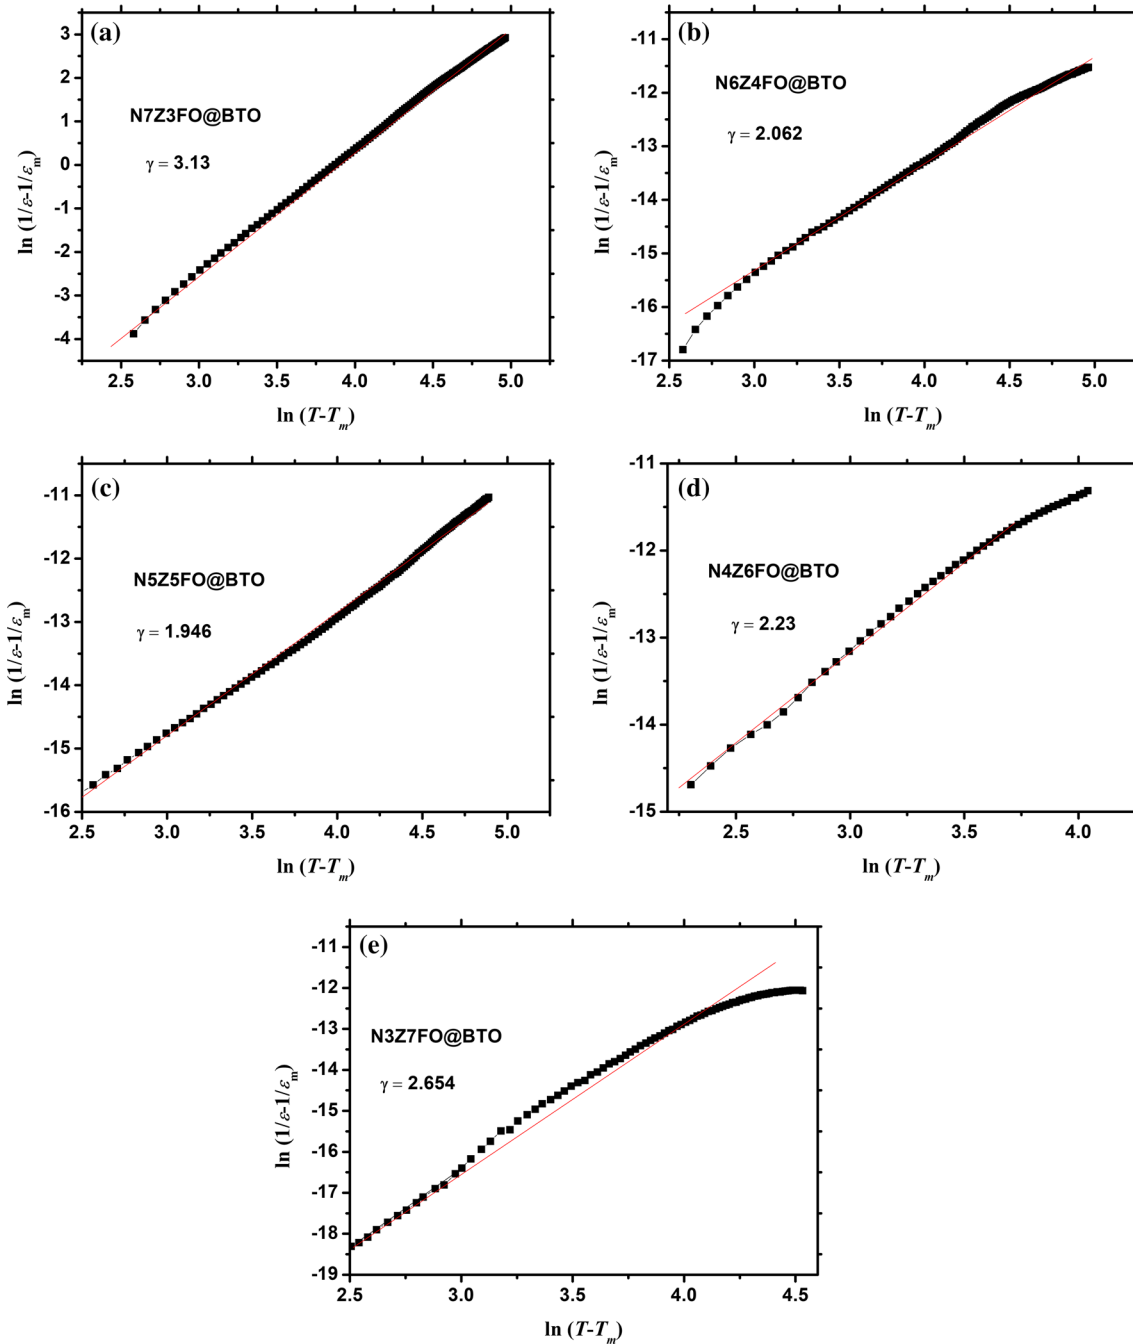 (a)
N7Z3FO@BTO
γ = 3.13
3
2
1
0
-1
-2
-3
-4
ln (1/ε-1/εm)
2.5 3.0 3.5 4.0 4.5 5.0
ln (T-Tm)
(b)
N6Z4FO@BTO
γ = 2.062
-11
-12
-13
-14
-15
-16
-17
ln (1/ε-1/εm)
2.5 3.0 3.5 4.0 4.5 5.0
ln (T-Tm)
(c)
N5Z5FO@BTO
γ = 1.946
-11
-12
-13
-14
-15
-16
ln (1/ε-1/εm)
2.5 3.0 3.5 4.0 4.5 5.0
ln (T-Tm)
(d)
N4Z6FO@BTO
γ = 2.23
-11
-12
-13
-14
-15
ln (1/ε-1/εm)
2.5 3.0 3.5 4.0
ln (T-Tm)
(e)
N3Z7FO@BTO
γ = 2.654
-11
-12
-13
-14
-15
-16
-17
-18
-19
ln (1/ε-1/εm)
2.5 3.0 3.5 4.0 4.5
ln (T-Tm)